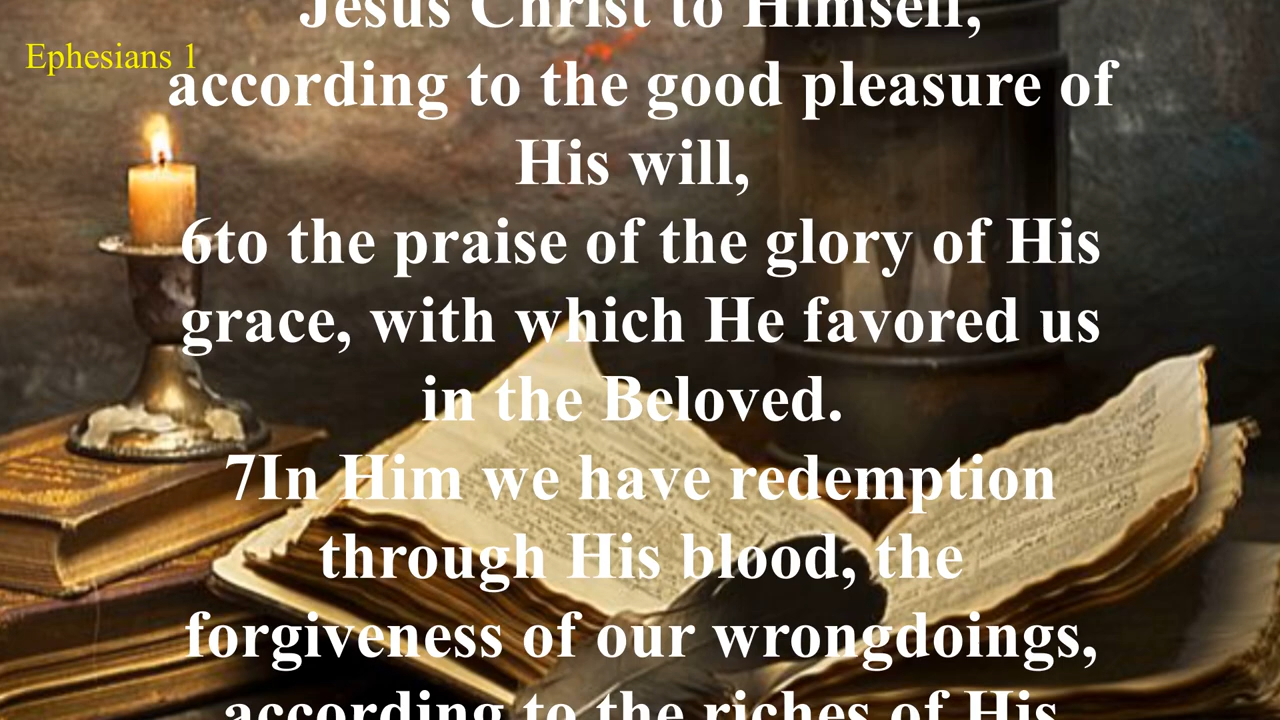 Jesus Christ to Himself,
Ephesians 1
according to the good pleasure of
His will,
6to the praise of the glory of His
grace, with which He favored us
in the Beloved.
7In Him we have redemption
through His blood, the
forgiveness of our wrongdoings,
according to the riches of His